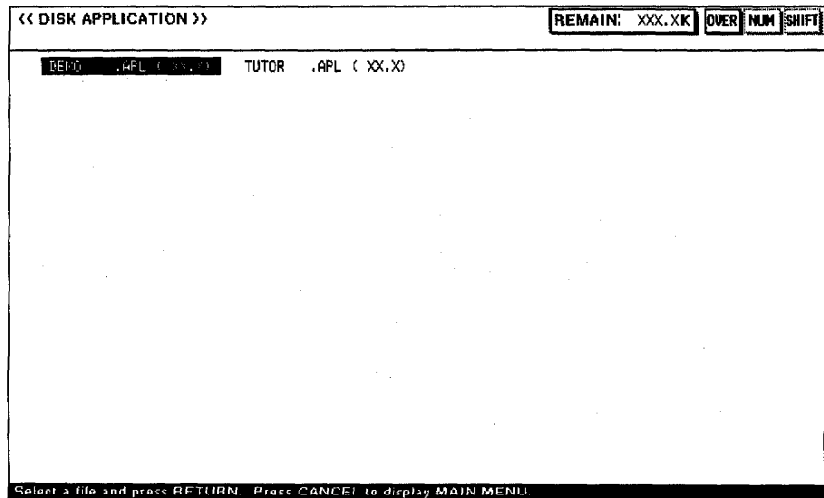 << DISK APPLICATION >> REMAIN: XXX.XK OVER NUM SHIFT
DEMO .APL ( XX.X) TUTOR .APL ( XX.X)
Select a file and press RETURN. Press CANCEL to display MAIN MENU.